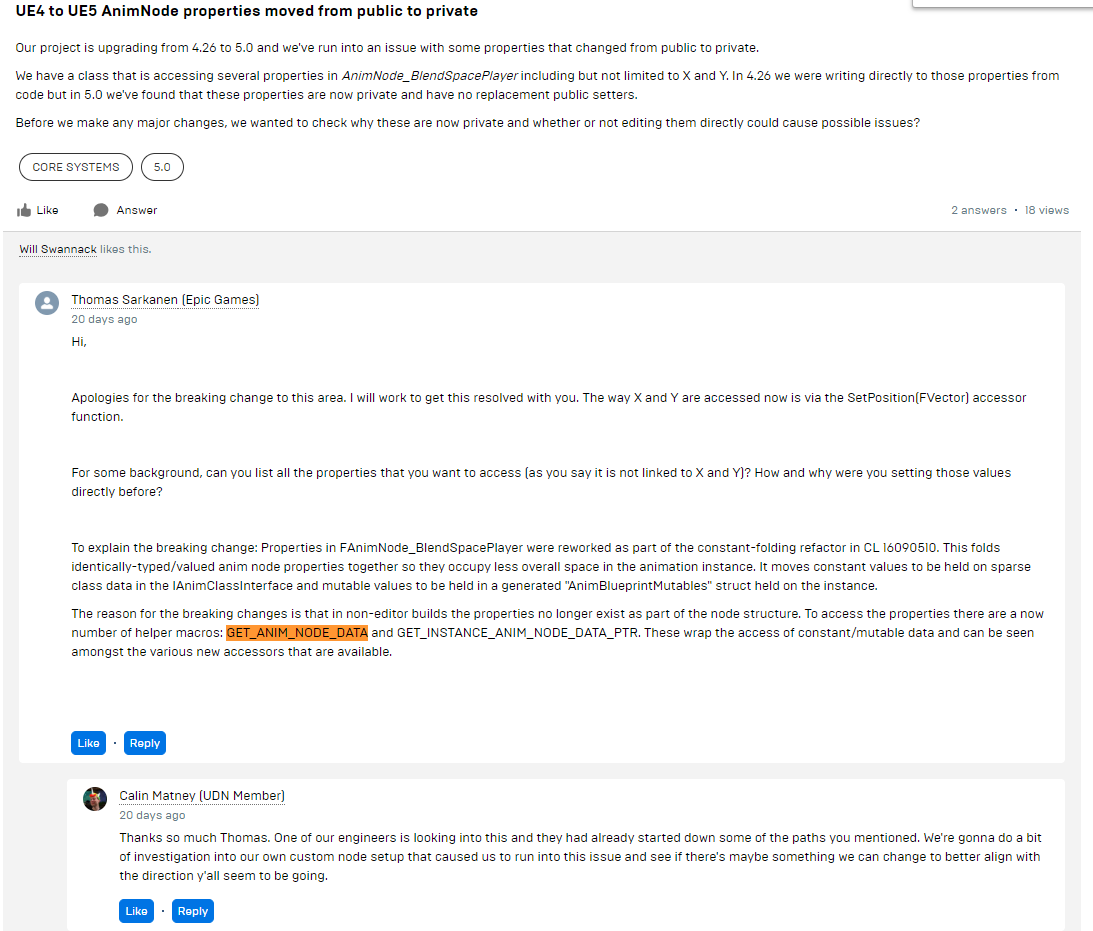 UE4 to UE5 AnimNode properties moved from public to private
Our project is upgrading from 4.26 to 5.0 and we've run into an issue with some properties that changed from public to private.
We have a class that is accessing several properties in AnimNode_BlendSpacePlayer including but not limited to X and Y. In 4.26 we were writing directly to those properties from
code but in 5.0 we've found that these properties are now private and have no replacement public setters.
Before we make any major changes, we wanted to check why these are now private and whether or not editing them directly could cause possible issues?
CORE SYSTEMS
5.0
Like
Answer
2 answers · 18 views
Will Swannack likes this.
Thomas Sarkanen (Epic Games)
20 days ago
Hi,
Apologies for the breaking change to this area. I will work to get this resolved with you. The way X and Y are accessed now is via the SetPosition(FVector) accessor
function.
For some background, can you list all the properties that you want to access (as you say it is not linked to X and Y)? How and why were you setting those values
directly before?
To explain the breaking change: Properties in FAnimNode_BlendSpacePlayer were reworked as part of the constant-folding refactor in CL 16090510. This folds
identically-typed/valued anim node properties together so they occupy less overall space in the animation instance. It moves constant values to be held on sparse
class data in the IAnimClassInterface and mutable values to be held in a generated "AnimBlueprintMutables" struct held on the instance.
The reason for the breaking changes is that in non-editor builds the properties no longer exist as part of the node structure. To access the properties there are a now
number of helper macros: GET_ANIM_NODE_DATA and GET_INSTANCE_ANIM_NODE_DATA_PTR. These wrap the access of constant/mutable data and can be seen
amongst the various new accessors that are available.
Like · Reply
Calin Matney (UDN Member)
20 days ago
Thanks so much Thomas. One of our engineers is looking into this and they had already started down some of the paths you mentioned. We're gonna do a bit
of investigation into our own custom node setup that caused us to run into this issue and see if there's maybe something we can change to better align with
the direction y'all seem to be going.
Like · Reply